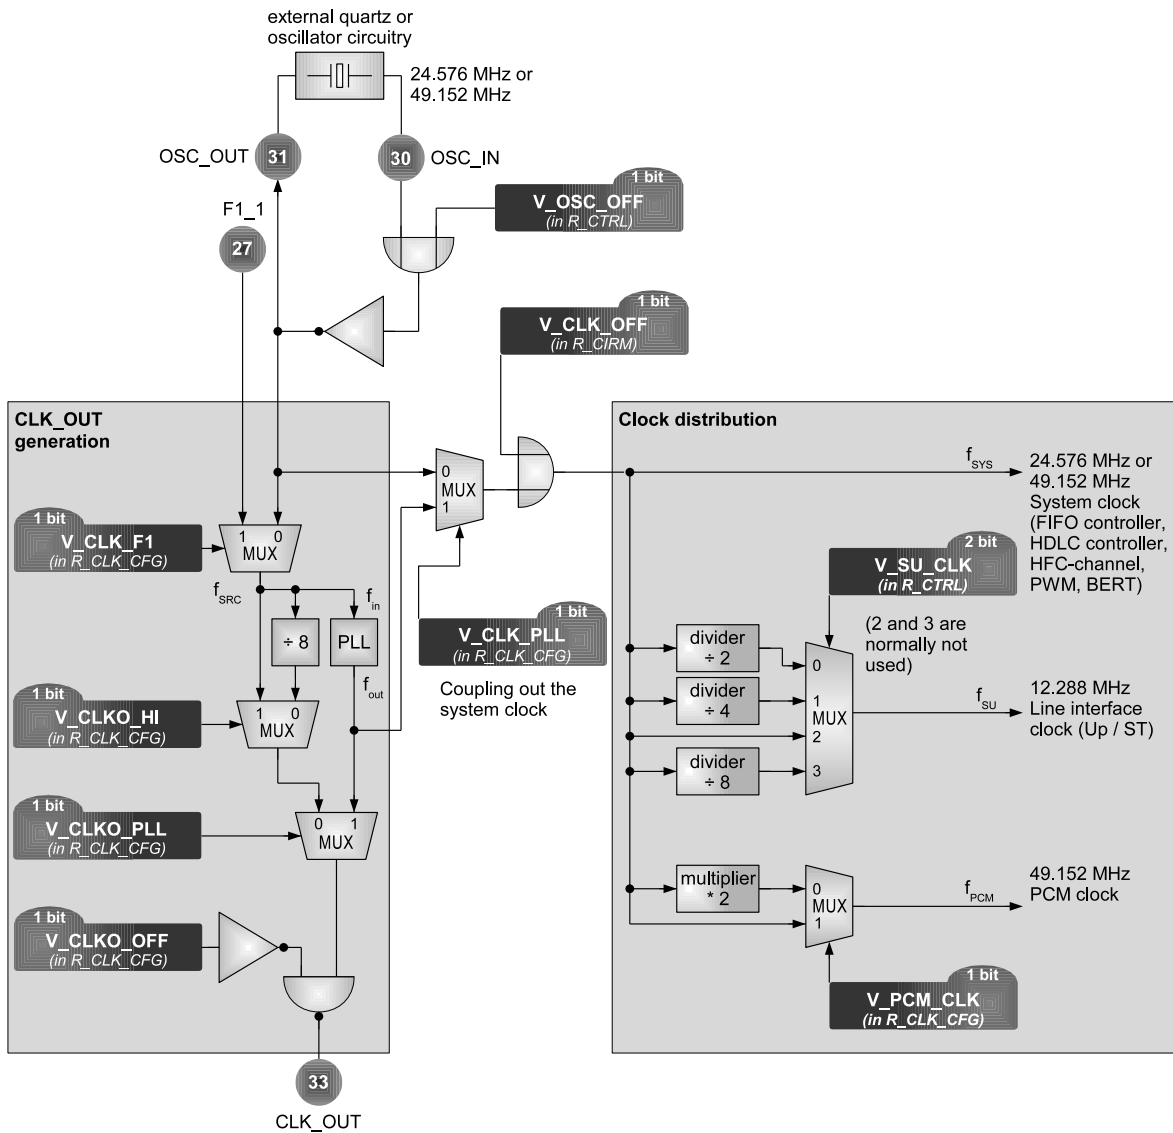 external quartz or
oscillator circuitry
24.576 MHz or
49.152 MHz
OSC_OUT
31
30
OSC_IN
1 bit
V_OSC_OFF
(in R_CTRL)
F1_1
27
1 bit
V_CLK_OFF
(in R_CIRM)
CLK_OUT
generation
Clock distribution
0
MUX
1
f_SYS
24.576 MHz or
49.152 MHz
System clock
(FIFO controller,
HDLC controller,
HFC-channel,
PWM, BERT)
1 bit
V_CLK_F1
(in R_CLK_CFG)
1 0
MUX
2 bit
V_SU_CLK
(in R_CTRL)
f_SRC
f_in
÷ 8
PLL
f_out
1 bit
V_CLK_PLL
(in R_CLK_CFG)
Coupling out the
system clock
(2 and 3 are
normally not
used)
divider
÷ 2
divider
÷ 4
divider
÷ 8
0
1
MUX
2
3
f_SU
12.288 MHz
Line interface
clock (Up / ST)
1 bit
V_CLKO_HI
(in R_CLK_CFG)
1 0
MUX
1 bit
V_CLKO_PLL
(in R_CLK_CFG)
0 1
MUX
multiplier
* 2
0
MUX
1
f_PCM
49.152 MHz
PCM clock
1 bit
V_CLKO_OFF
(in R_CLK_CFG)
1 bit
V_PCM_CLK
(in R_CLK_CFG)
33
CLK_OUT